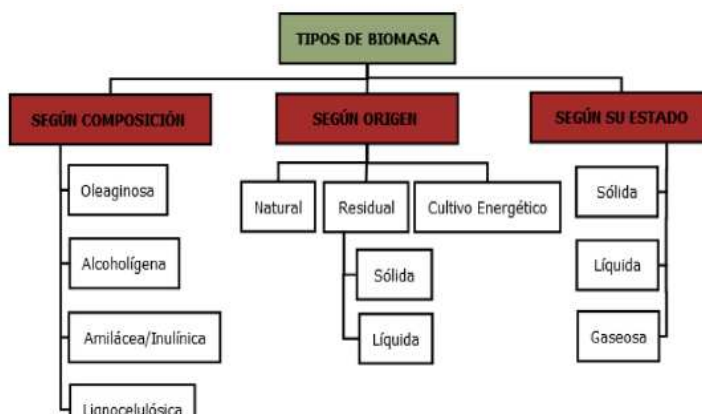 TIPOS DE BIOMASA
SEGÚN COMPOSICIÓN
SEGÚN ORIGEN
SEGÚN SU ESTADO
Oleaginosa
Alcoholígena
Amilácea/Inulínica
Lignocelulósica
Natural
Residual
Cultivo Energético
Sólida
Líquida
Sólida
Líquida
Gaseosa